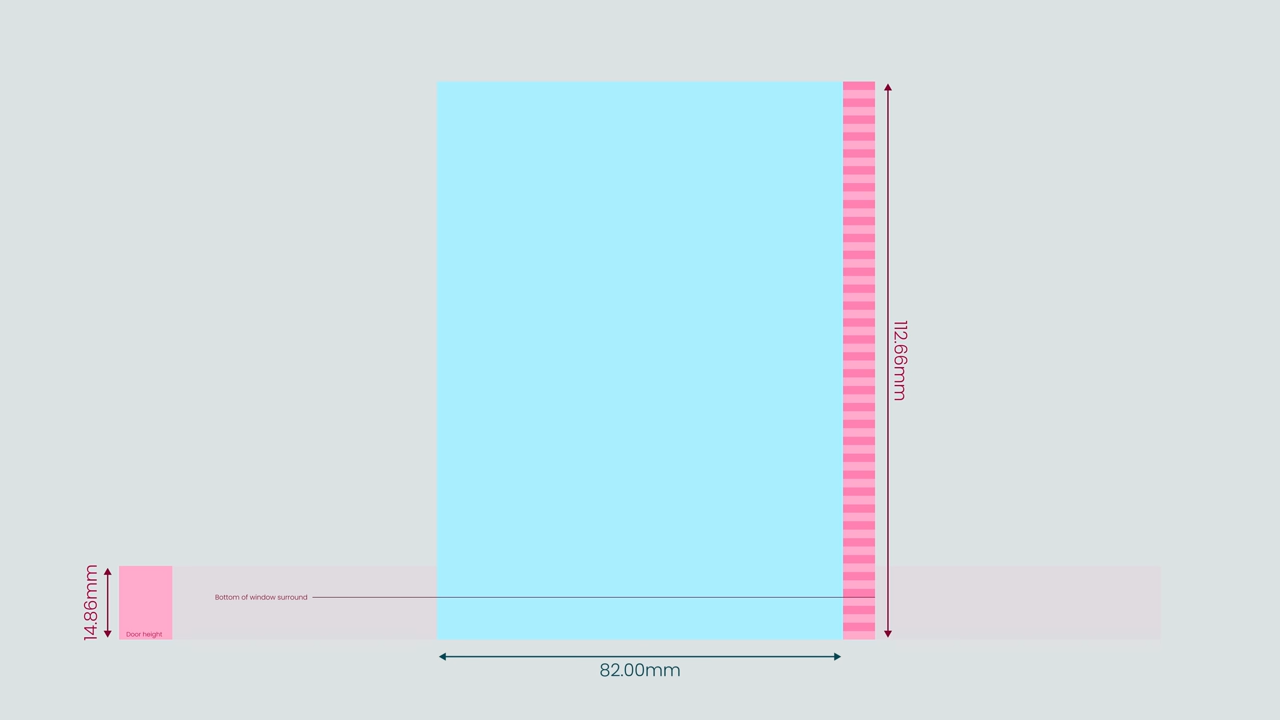 112.66mm
14.86mm
Bottom of window surround
Door height
82.00mm